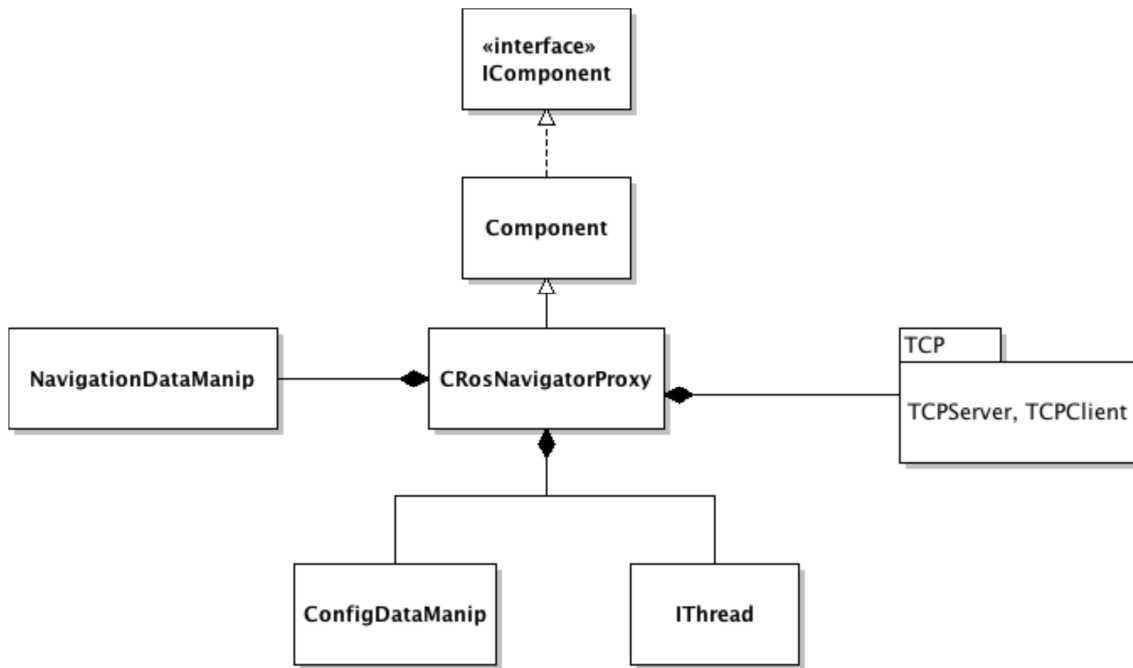 «interface»
IComponent
Component
NavigationDataManip
CRosNavigatorProxy
TCP
TCPServer, TCPClient
ConfigDataManip
IThread